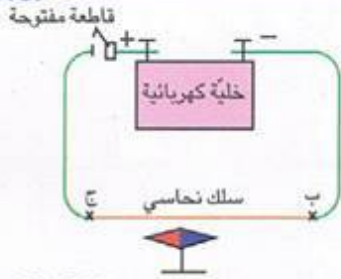 قاطعة مفتوحة
+ −
خليّة كهربائية
ج سلك نحاسي ب